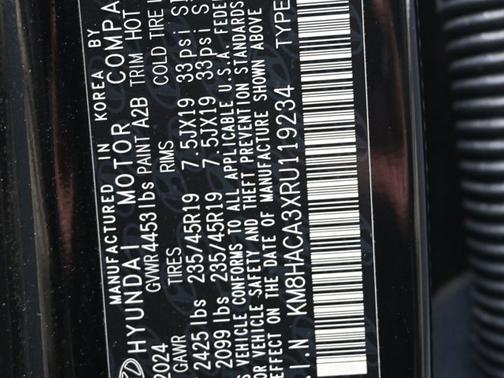 MANUFACTURED IN KOREA BY
HYUNDAI MOTOR COMPA
2024 GVWR 4453 lbs PAINT A2B TRIM HOT
GAWR TIRES RIMS COLD TIRE
2425 lbs 235/45R19 7.5JX19 33psi
2099 lbs 235/45R19 7.5JX19 33psi
VEHICLE CONFORMS TO ALL APPLICABLE U.S.A. FEDE
OR VEHICLE SAFETY AND THEFT PREVENTION STANDARDS
EFFECT ON THE DATE OF MANUFACTURE SHOWN ABOVE
I.N KM8HACA3XRU119234 TYPE